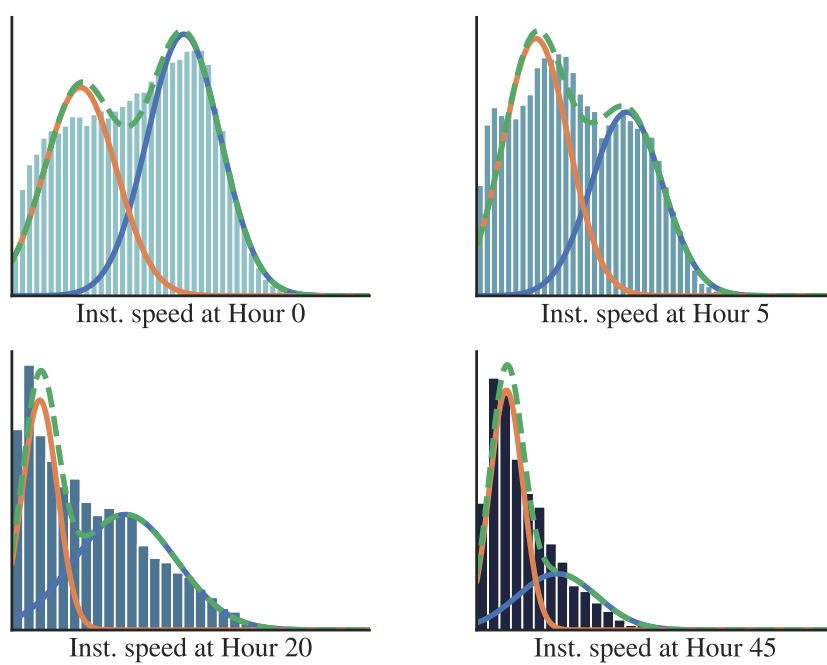 Inst. speed at Hour 0
Inst. speed at Hour 5
Inst. speed at Hour 20
Inst. speed at Hour 45